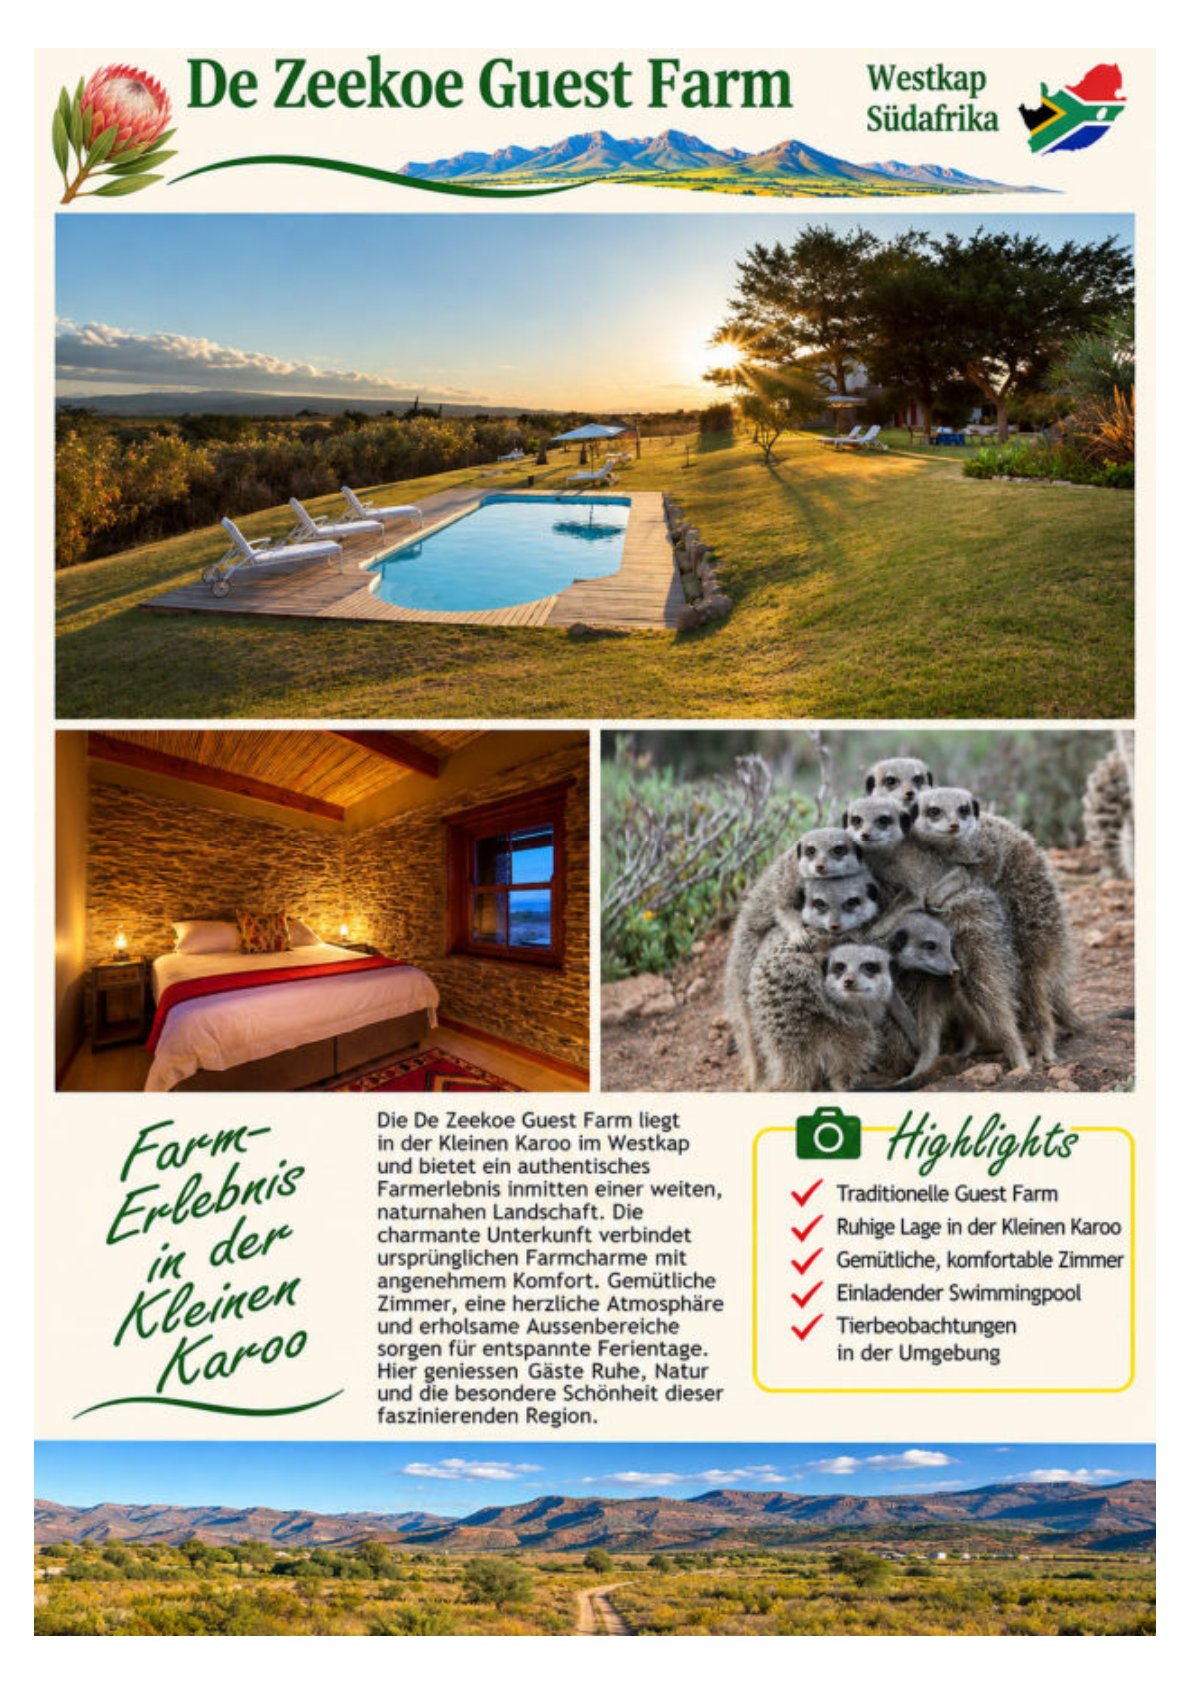 De Zeekoe Guest Farm
Westkap
Südafrika
Farm-
Erlebnis
in der
Kleinen
Karoo
Die De Zeekoe Guest Farm liegt
in der Kleinen Karoo im Westkap
und bietet ein authentisches
Farmerlebnis inmitten einer weiten,
naturnahen Landschaft. Die
charmante Unterkunft verbindet
ursprünglichen Farmcharme mit
angenehmem Komfort. Gemütliche
Zimmer, eine herzliche Atmosphäre
und erholsame Aussenbereiche
sorgen für entspannte Ferientage.
Hier geniessen Gäste Ruhe, Natur
und die besondere Schönheit dieser
faszinierenden Region.
Highlights
Traditionelle Guest Farm
Ruhige Lage in der Kleinen Karoo
Gemütliche, komfortable Zimmer
Einladender Swimmingpool
Tierbeobachtungen
in der Umgebung